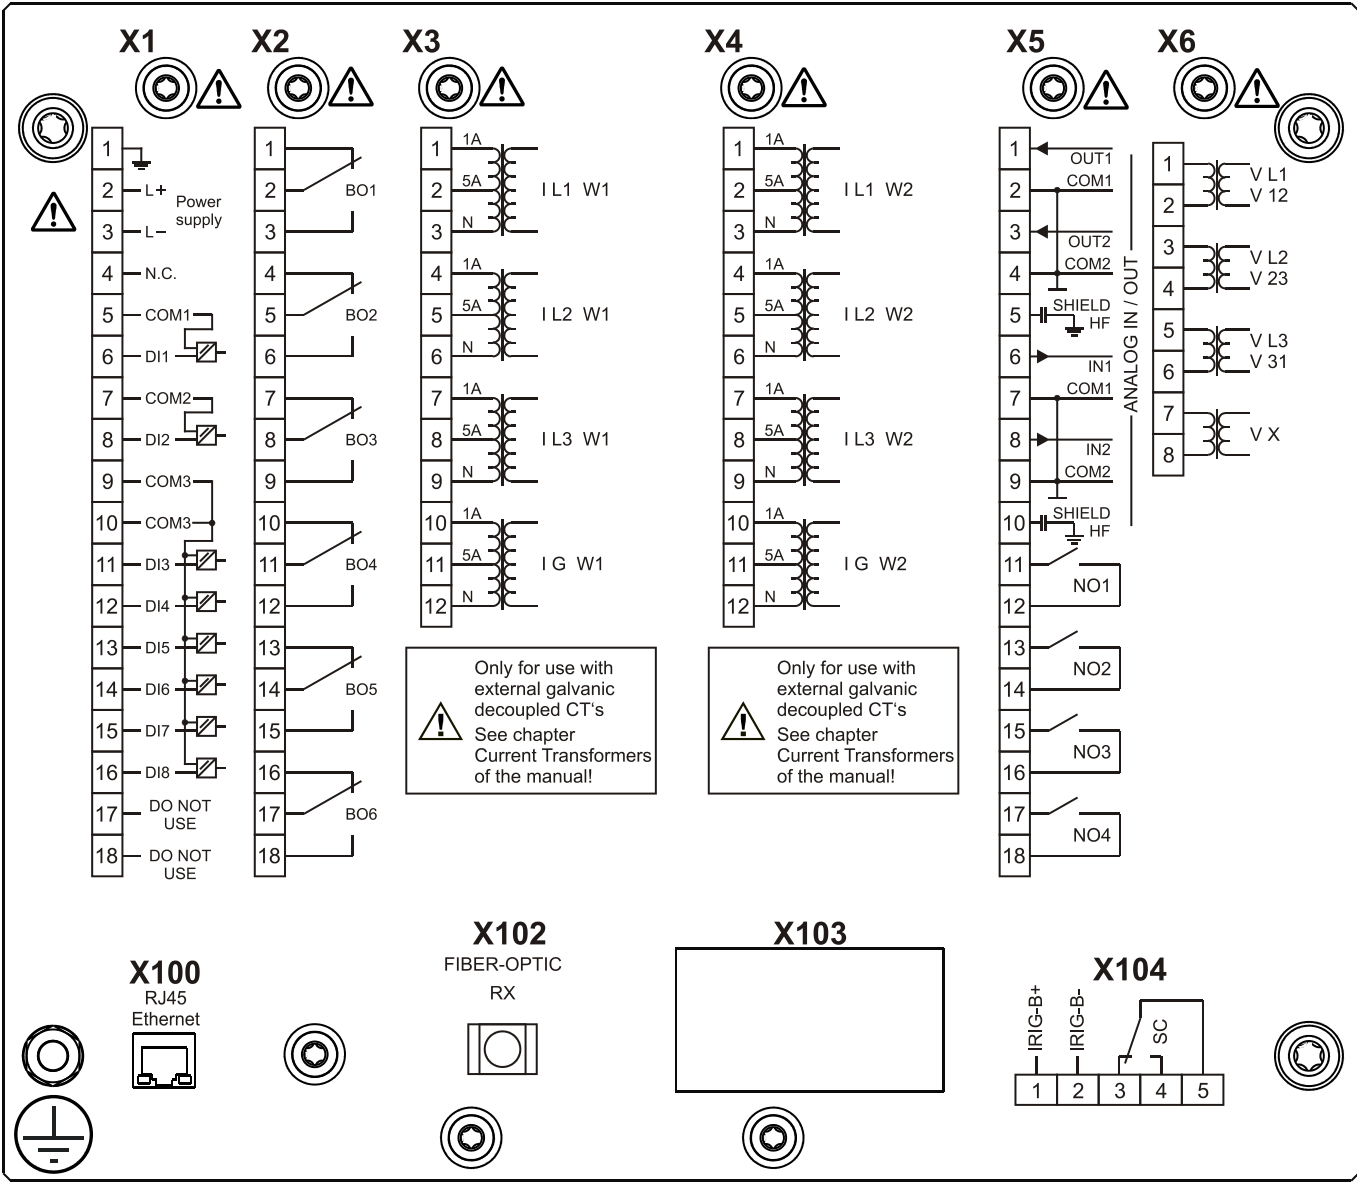 X1
X2
X3
X4
X5
X6
1
2 L+
Power
supply
3 L–
4 N.C.
5 COM1
6 DI1
7 COM2
8 DI2
9 COM3
10 COM3
11 DI3
12 DI4
13 DI5
14 DI6
15 DI7
16 DI8
17 DO NOT
USE
18 DO NOT
USE
1
2 BO1
3
4
5 BO2
6
7
8 BO3
9
10
11 BO4
12
13
14 BO5
15
16
17 BO6
18
1 1A
2 5A I L1 W1
3 N
4 1A
5 5A I L2 W1
6 N
7 1A
8 5A I L3 W1
9 N
10 1A
11 5A I G W1
12 N
Only for use with
external galvanic
decoupled CT‘s
See chapter
Current Transformers
of the manual!
1 1A
2 5A I L1 W2
3 N
4 1A
5 5A I L2 W2
6 N
7 1A
8 5A I L3 W2
9 N
10 1A
11 5A I G W2
12 N
Only for use with
external galvanic
decoupled CT‘s
See chapter
Current Transformers
of the manual!
1 OUT1
2 COM1
3 OUT2
4 COM2
5 SHIELD
HF
6 IN1
7 COM1
8 IN2
9 COM2
10 SHIELD
HF
ANALOG IN / OUT
11
NO1
12
13
NO2
14
15
NO3
16
17
NO4
18
1 V L1
2 V 12
3 V L2
4 V 23
5 V L3
6 V 31
7
V X
8
X100
RJ45
Ethernet
X102
FIBER-OPTIC
RX
X103
X104
IRIG-B+
IRIG-B-
SC
1 2 3 4 5